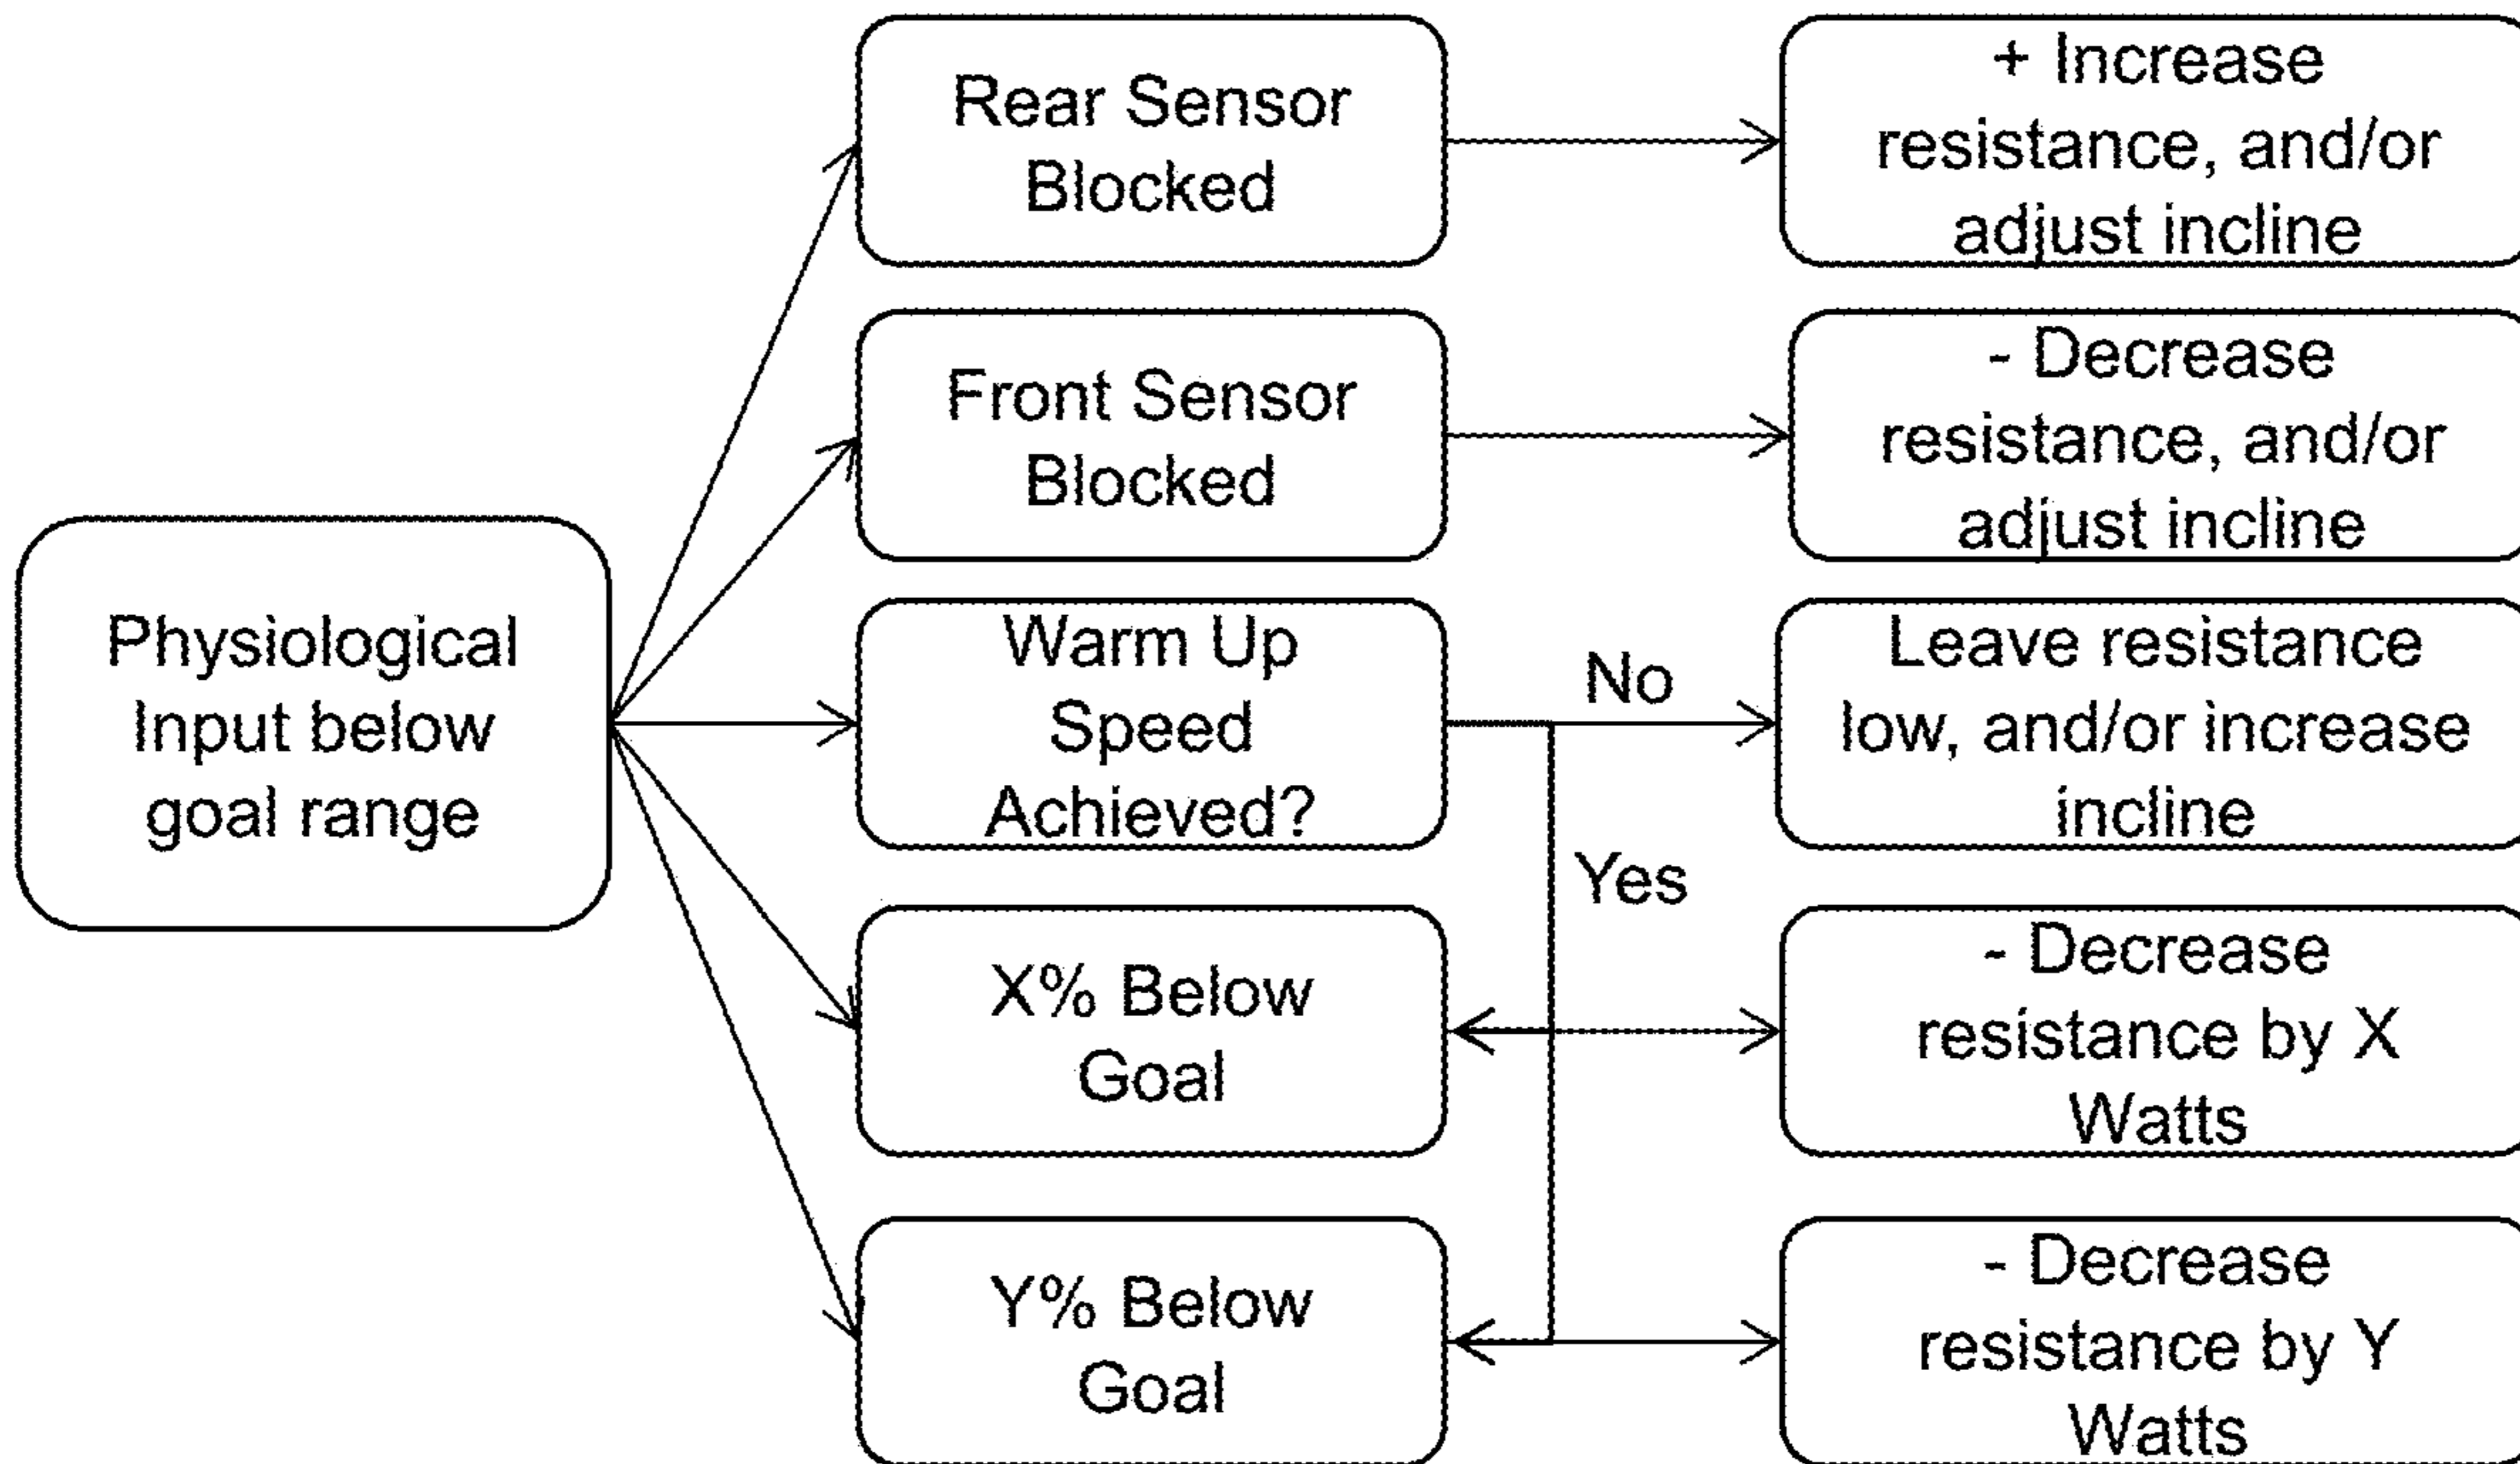 Rear Sensor
Blocked
+ Increase
resistance, and/or
adjust incline
Front Sensor
Blocked
- Decrease
resistance, and/or
adjust incline
Physiological
Input below
goal range
Warm Up
Speed
Achieved?
No
Leave resistance
low, and/or increase
incline
Yes
X% Below
Goal
- Decrease
resistance by X
Watts
Y% Below
Goal
- Decrease
resistance by Y
Watts